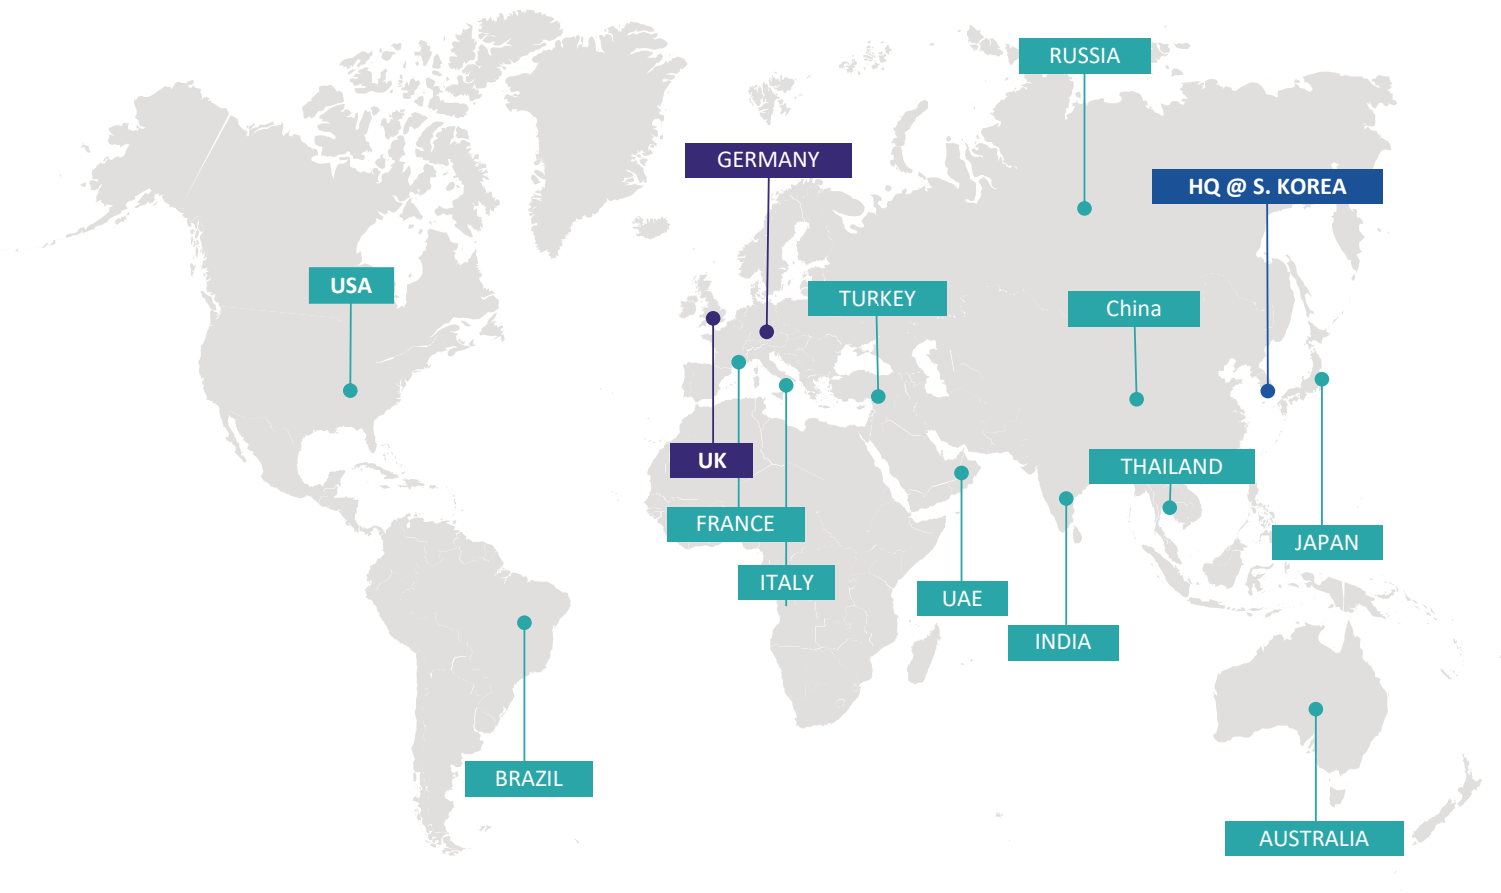 RUSSIA
GERMANY
HQ @ S. KOREA
USA
TURKEY
China
UK
THAILAND
FRANCE
JAPAN
ITALY
UAE
INDIA
BRAZIL
AUSTRALIA